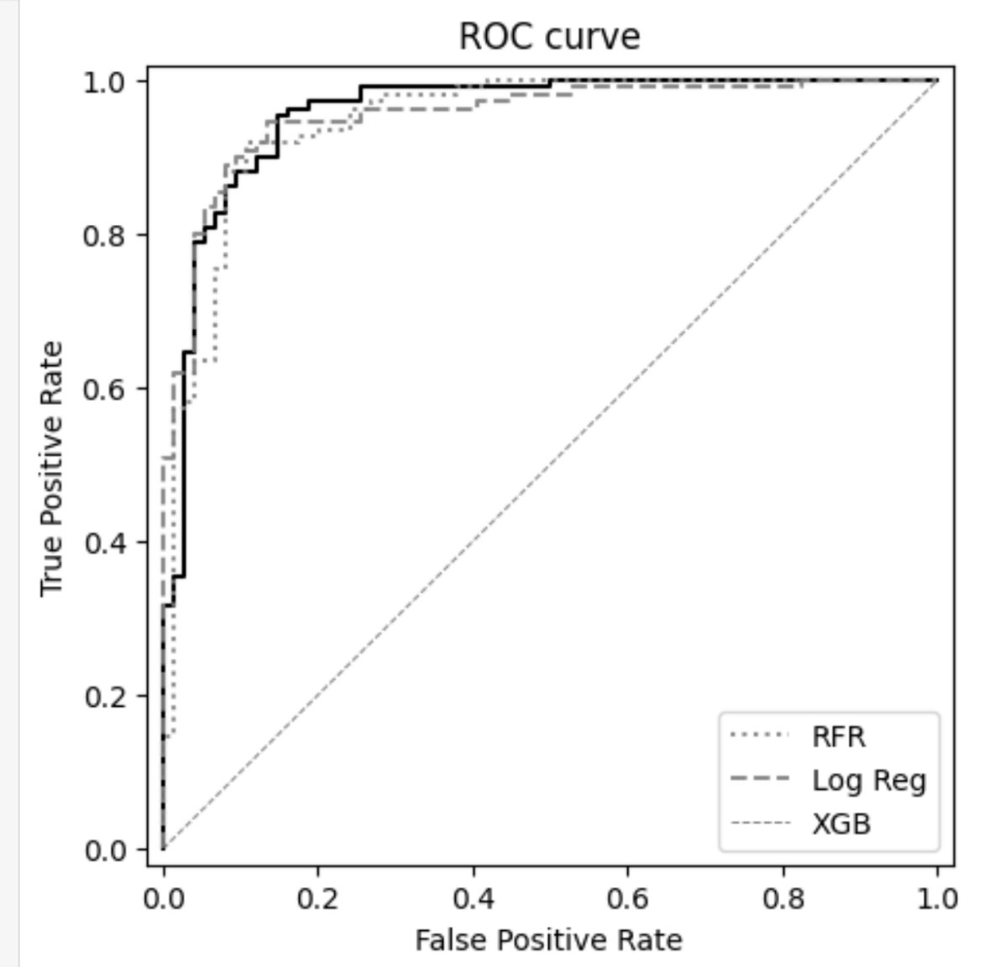 ROC curve
1.0
0.8
0.6
0.4
0.2
0.0
True Positive Rate
RFR
Log Reg
XGB
0.0 0.2 0.4 0.6 0.8 1.0
False Positive Rate